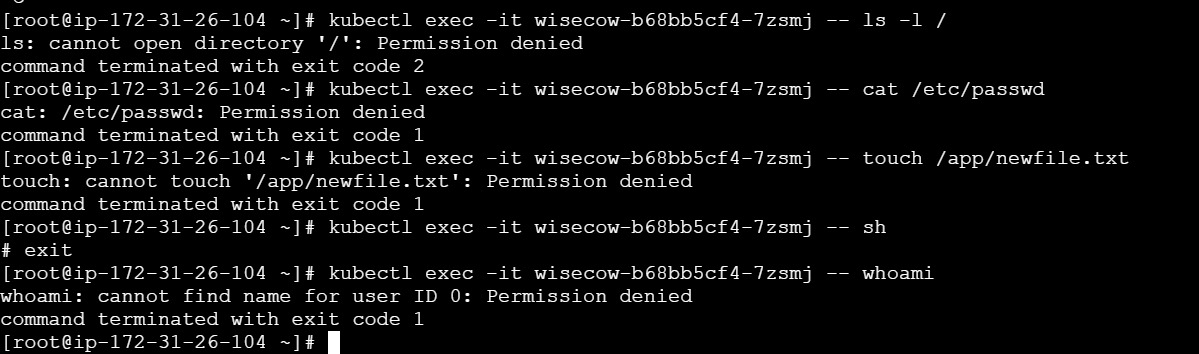 [root@ip-172-31-26-104 ~]# kubectl exec -it wisecow-b68bb5cf4-7zsmj -- ls -l /
ls: cannot open directory '/': Permission denied
command terminated with exit code 2
[root@ip-172-31-26-104 ~]# kubectl exec -it wisecow-b68bb5cf4-7zsmj -- cat /etc/passwd
cat: /etc/passwd: Permission denied
command terminated with exit code 1
[root@ip-172-31-26-104 ~]# kubectl exec -it wisecow-b68bb5cf4-7zsmj -- touch /app/newfile.txt
touch: cannot touch '/app/newfile.txt': Permission denied
command terminated with exit code 1
[root@ip-172-31-26-104 ~]# kubectl exec -it wisecow-b68bb5cf4-7zsmj -- sh
# exit
[root@ip-172-31-26-104 ~]# kubectl exec -it wisecow-b68bb5cf4-7zsmj -- whoami
whoami: cannot find name for user ID 0: Permission denied
command terminated with exit code 1
[root@ip-172-31-26-104 ~]#